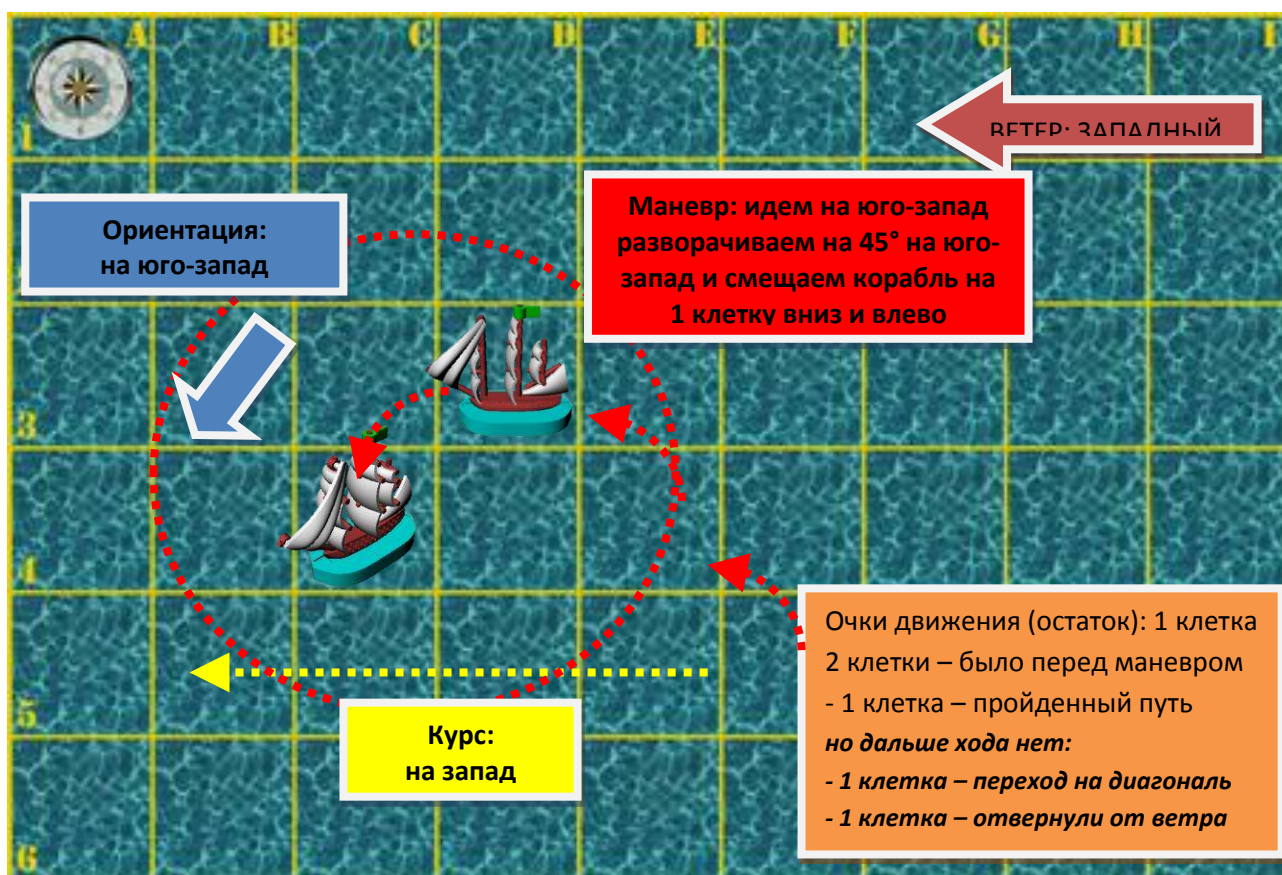 A B C D E F G H I
1
ВЕТЕР: ЗАПАДНЫЙ
Ориентация:
на юго-запад
Маневр: идем на юго-запад
разворачиваем на 45° на юго-
запад и смещаем корабль на
1 клетку вниз и влево
3
4
Очки движения (остаток): 1 клетка
2 клетки – было перед маневром
- 1 клетка – пройденный путь
но дальше хода нет:
- 1 клетка – переход на диагональ
- 1 клетка – отвернули от ветра
5
Курс:
на запад
6